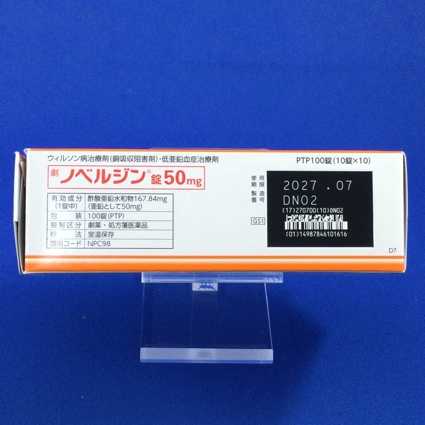 ウィルソン病治療剤(銅吸収阻害剤)・低亜鉛血症治療剤
PTP100錠(10錠×10)
劇 ノベルジン®錠50mg
有効成分(1錠中) 酢酸亜鉛水和物167.84mg(亜鉛として50mg)
包装 100錠(PTP)
規制区分 劇薬・処方箋医薬品
貯法 室温保存
識別コード NPC98
使用期限 2027.07
製造番号 DN02
(17)270700(10)DN02
GS1
(01)14987846101616
D7